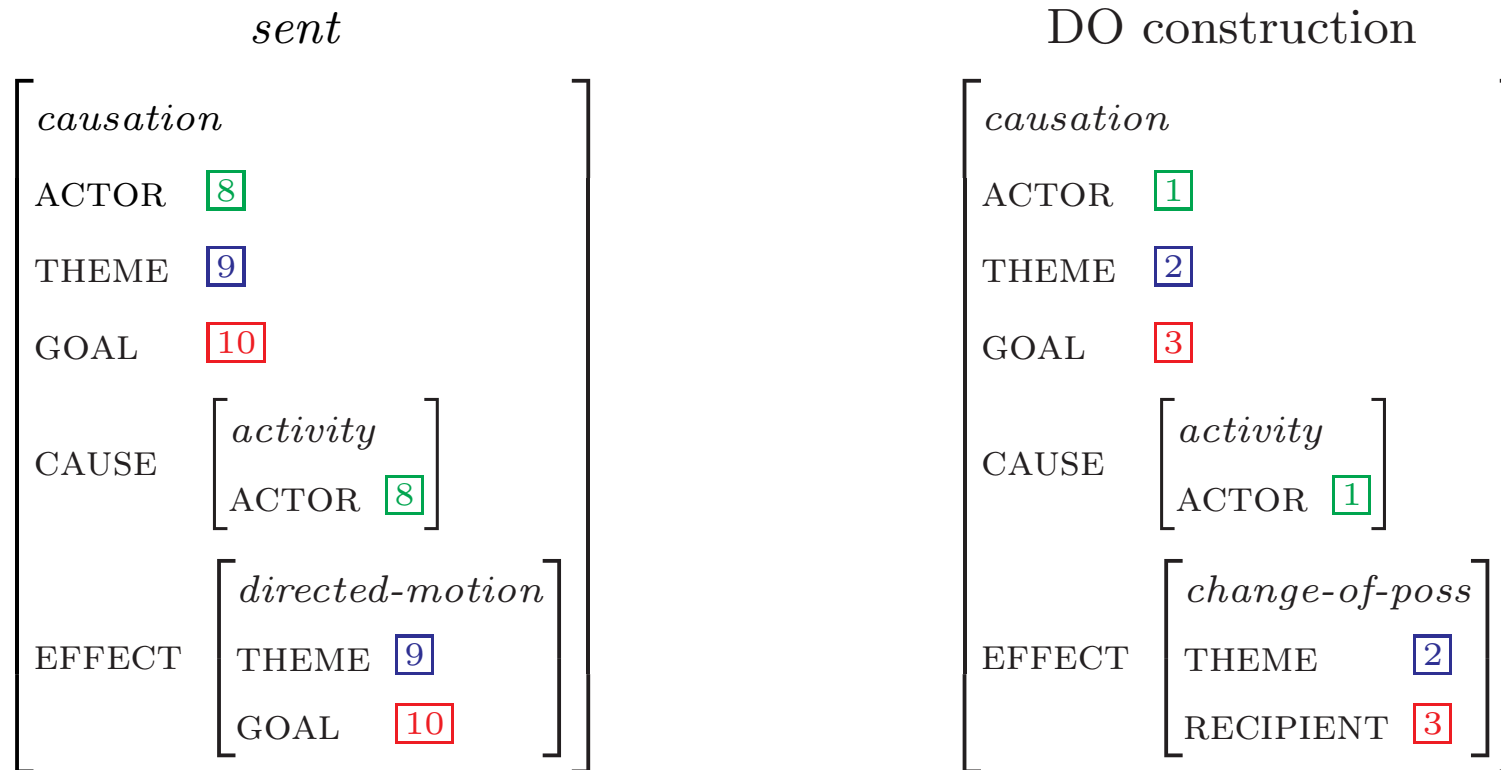 sent
causation
ACTOR 8
THEME 9
GOAL 10
CAUSE
activity
ACTOR 8
EFFECT
directed-motion
THEME 9
GOAL 10
DO construction
causation
ACTOR 1
THEME 2
GOAL 3
CAUSE
activity
ACTOR 1
EFFECT
change-of-poss
THEME 2
RECIPIENT 3